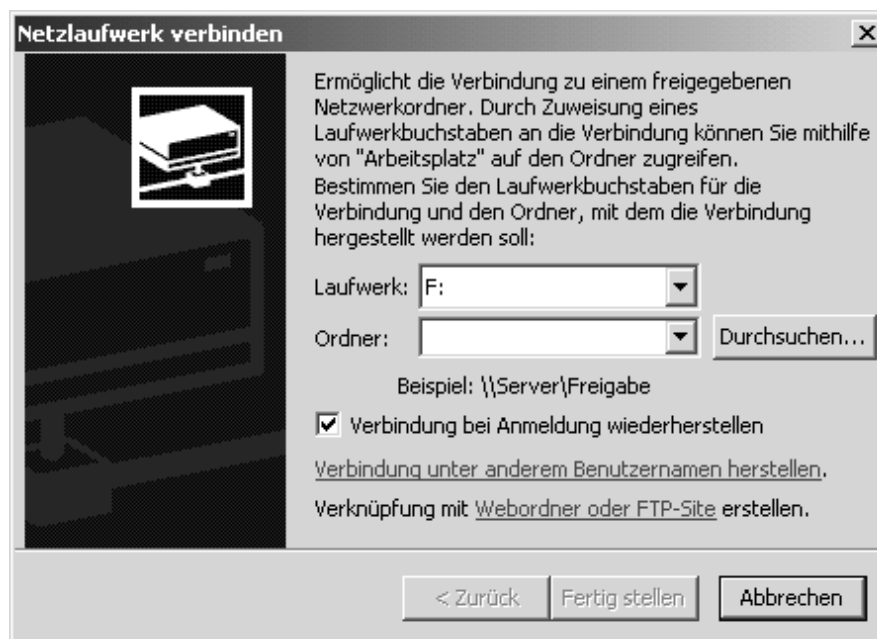 Netzlaufwerk verbinden
Ermöglicht die Verbindung zu einem freigegebenen
Netzwerkordner. Durch Zuweisung eines
Laufwerkbuchstaben an die Verbindung können Sie mithilfe
von "Arbeitsplatz" auf den Ordner zugreifen.
Bestimmen Sie den Laufwerkbuchstaben für die
Verbindung und den Ordner, mit dem die Verbindung
hergestellt werden soll:
Laufwerk: F:
Ordner: Durchsuchen...
Beispiel: \\Server\Freigabe
Verbindung bei Anmeldung wiederherstellen
Verbindung unter anderem Benutzernamen herstellen.
Verknüpfung mit Webordner oder FTP-Site erstellen.
< Zurück Fertig stellen Abbrechen